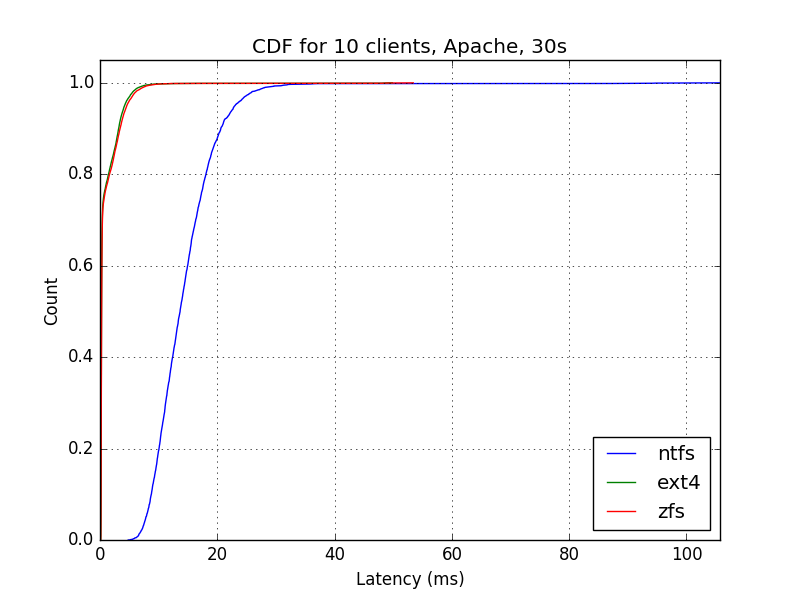 CDF for 10 clients, Apache, 30s
1.0
0.8
0.6
0.4
0.2
0.0
Count
0 20 40 60 80 100
Latency (ms)
ntfs
ext4
zfs